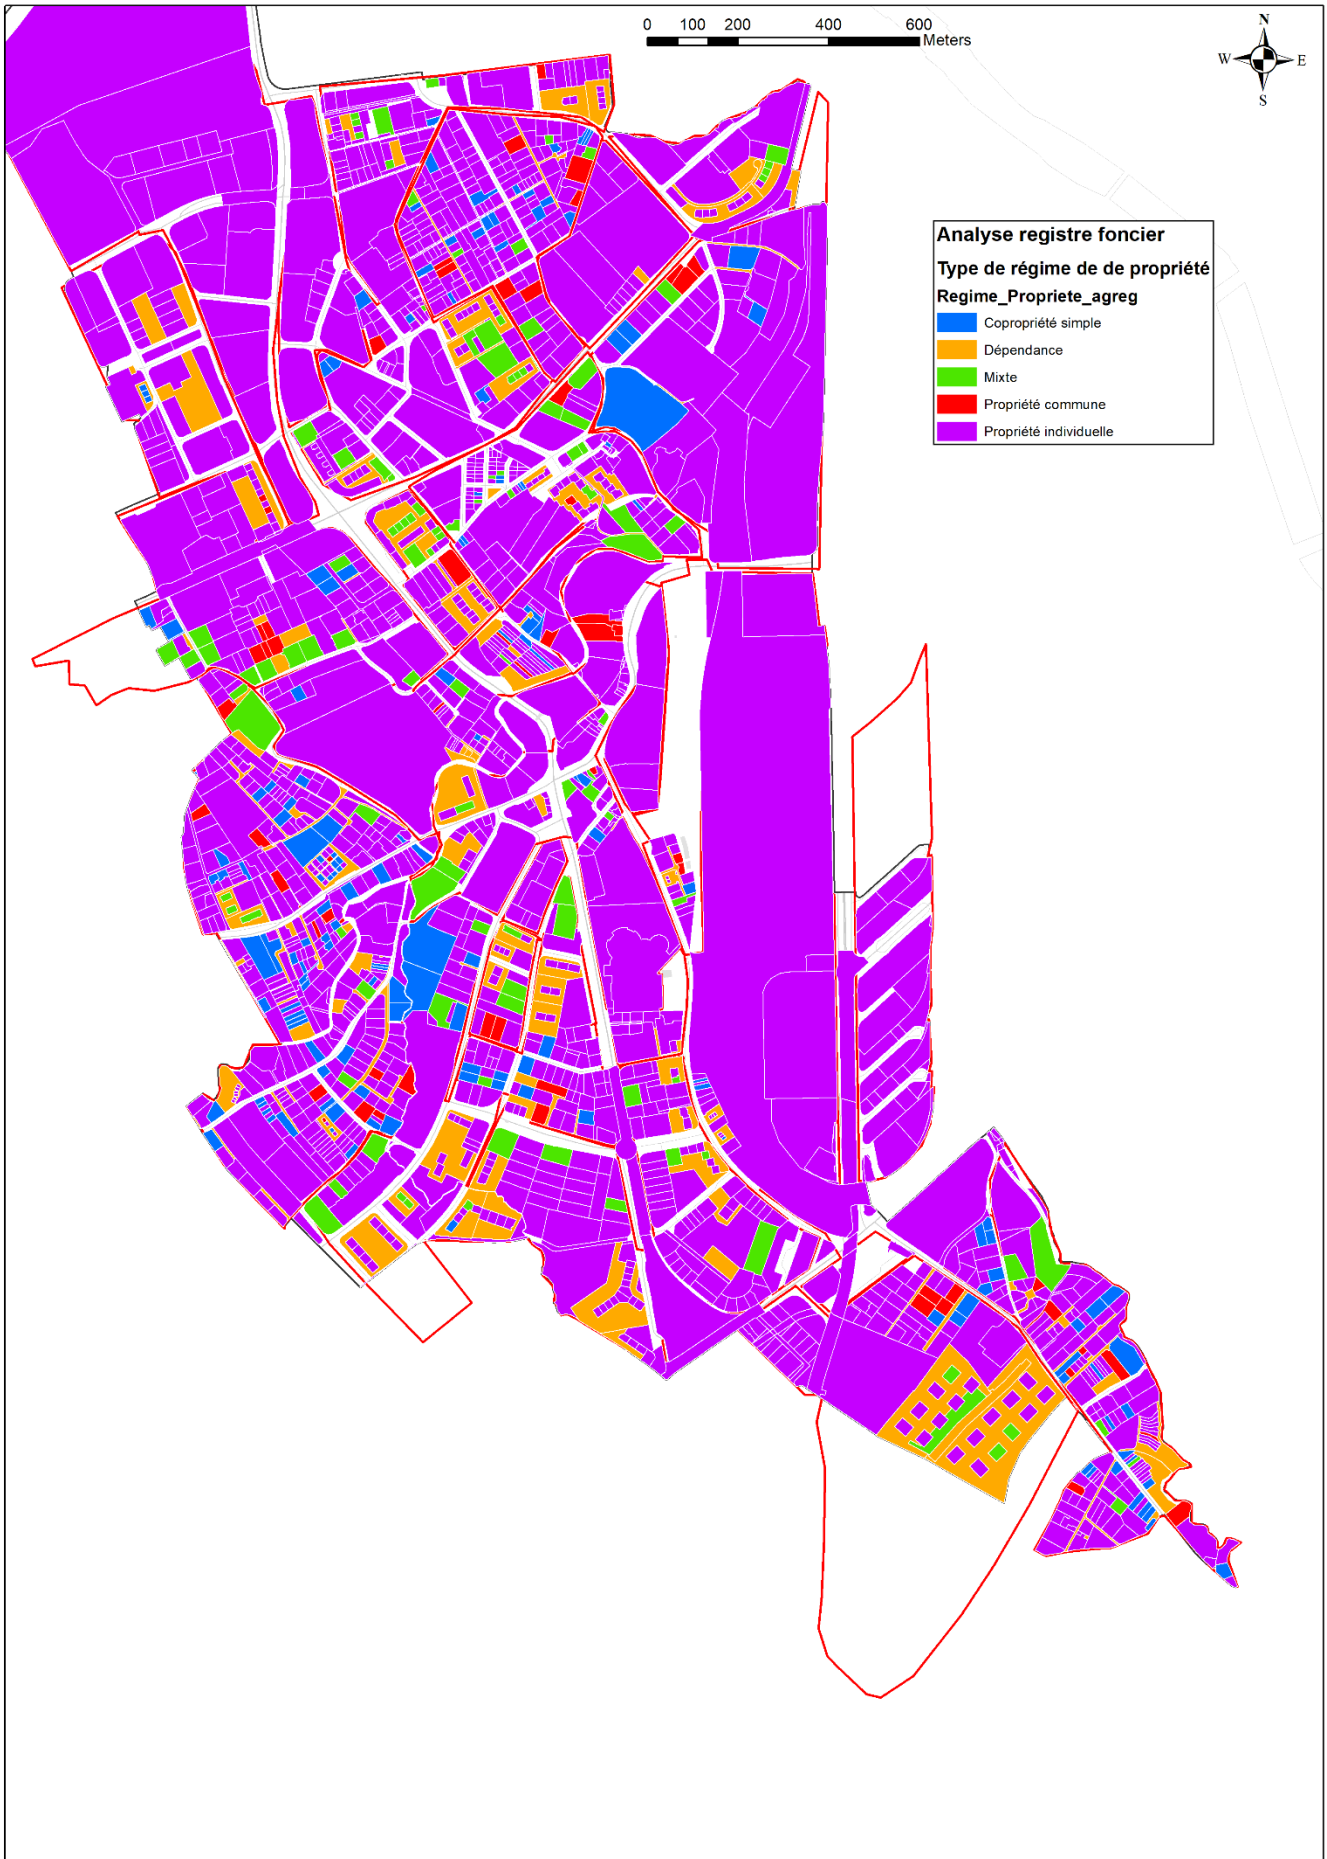 0 100 200 400 600
Meters
N
W E
S
Analyse registre foncier
Type de régime de de propriété
Regime_Propriete_agreg
Copropriété simple
Dépendance
Mixte
Propriété commune
Propriété individuelle